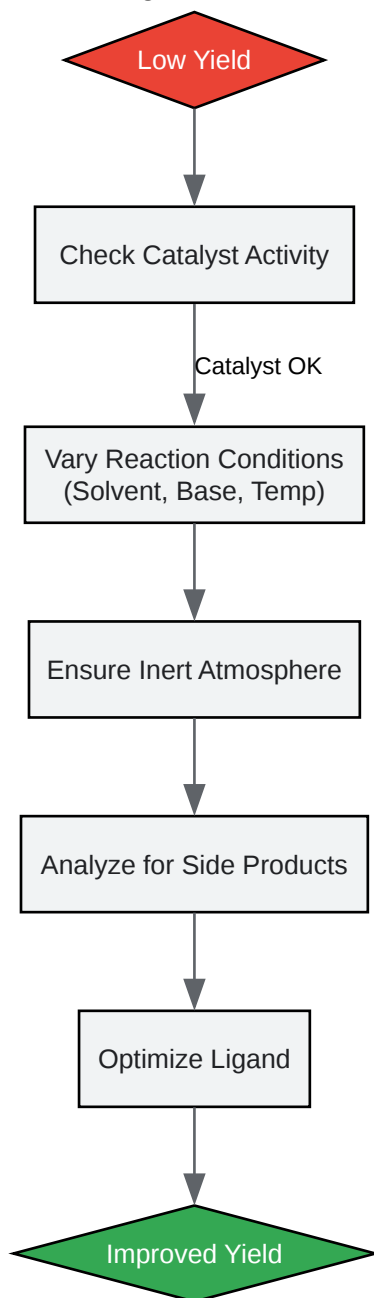 Low Yield
Check Catalyst Activity
Catalyst OK
Vary Reaction Conditions
(Solvent, Base, Temp)
Ensure Inert Atmosphere
Analyze for Side Products
Optimize Ligand
Improved Yield